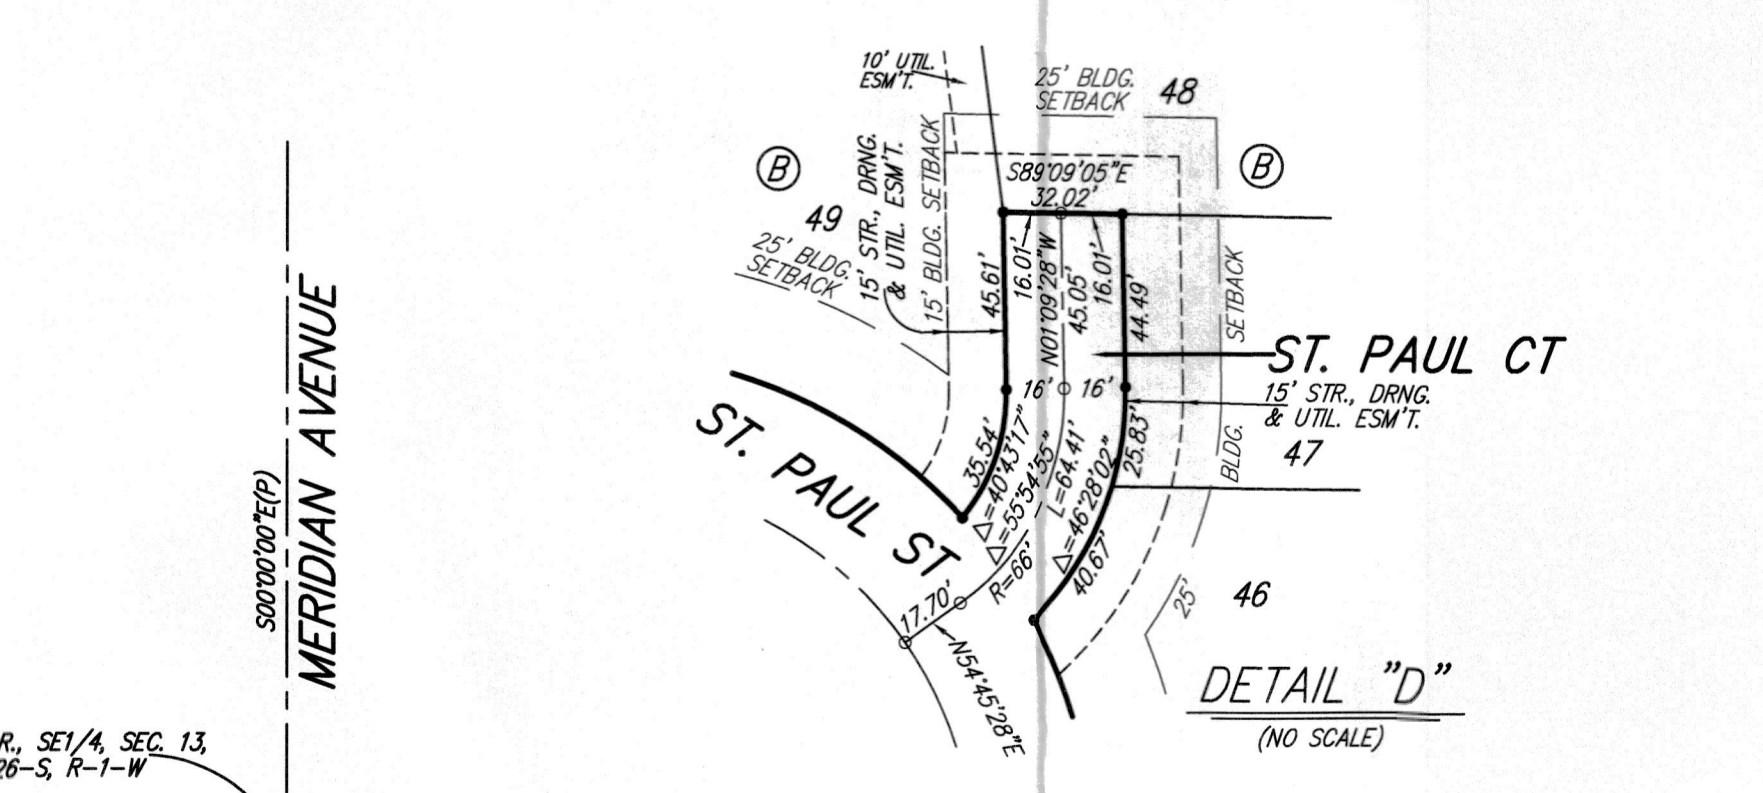 10' UTIL.
ESM'T.
25' BLDG.
SETBACK
48
B
B
49
25' BLDG.
SETBACK
15' STR., DRNG.
& UTIL. ESM'T.
15' BLDG. SETBACK
S89°09'05"E
32.02'
45.61'
16.01'
N01°09'28"W
45.05'
16.01'
44.49'
SETBACK
BLDG.
ST. PAUL CT
15' STR., DRNG.
& UTIL. ESM'T.
47
16'
16'
35.54'
Δ=40°43'17"
Δ=55°54'55"
L=64.41'
R=66'
Δ=46°28'02"
25.83'
40.67'
ST. PAUL ST
17.70'
N54°45'28"E
25'
46
S00°00'00"E(P)
MERIDIAN AVENUE
DETAIL "D"
(NO SCALE)
R., SE1/4, SEC. 13,
26-S, R-1-W